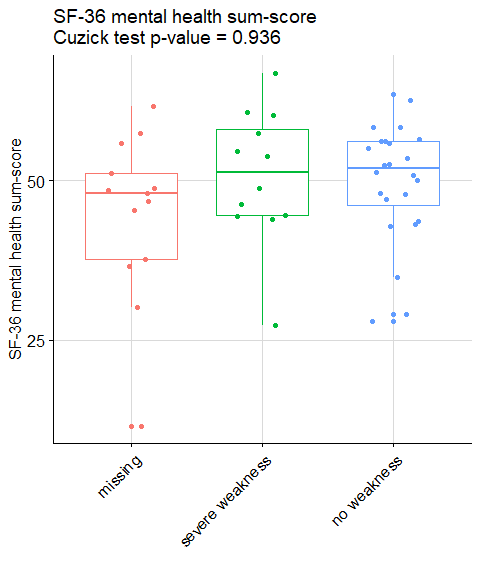 SF-36 mental health sum-score
Cuzick test p-value = 0.936
SF-36 mental health sum-score
50
25
missing
severe weakness
no weakness